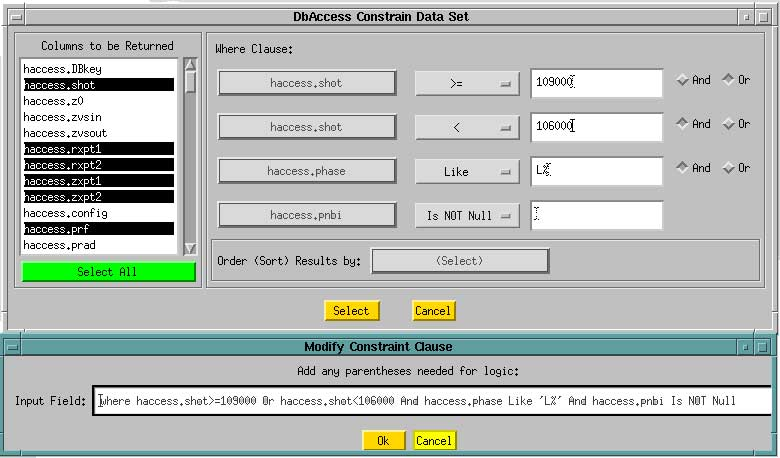 DbAccess Constrain Data Set
Columns to be Returned
haccess.DBkey
haccess.shot
haccess.z0
haccess.zvsin
haccess.zvsout
haccess.rxpt1
haccess.rxpt2
haccess.zxpt1
haccess.zxpt2
haccess.config
haccess.prf
haccess.prad
Select All
Where Clause:
haccess.shot >= 109000 And Or
haccess.shot < 106000 And Or
haccess.phase Like L% And Or
haccess.pnbi Is NOT Null
Order (Sort) Results by: (Select)
Select Cancel
Modify Constraint Clause
Add any parentheses needed for logic:
Input Field: where haccess.shot>=109000 Or haccess.shot<106000 And haccess.phase Like 'L%' And haccess.pnbi Is NOT Null
Ok Cancel